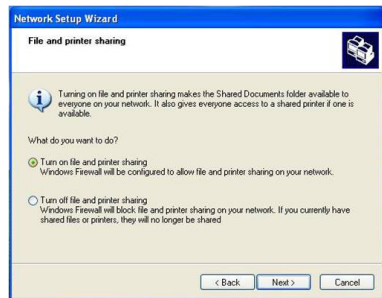 Network Setup Wizard
File and printer sharing
Turning on file and printer sharing makes the Shared Documents folder available to
everyone on your network. It also gives everyone access to a shared printer if one is
available.
What do you want to do?
Turn on file and printer sharing
Windows Firewall will be configured to allow file and printer sharing on your network.
Turn off file and printer sharing
Windows Firewall will block file and printer sharing on your network. If you currently have
shared files or printers, they will no longer be shared
< Back
Next >
Cancel